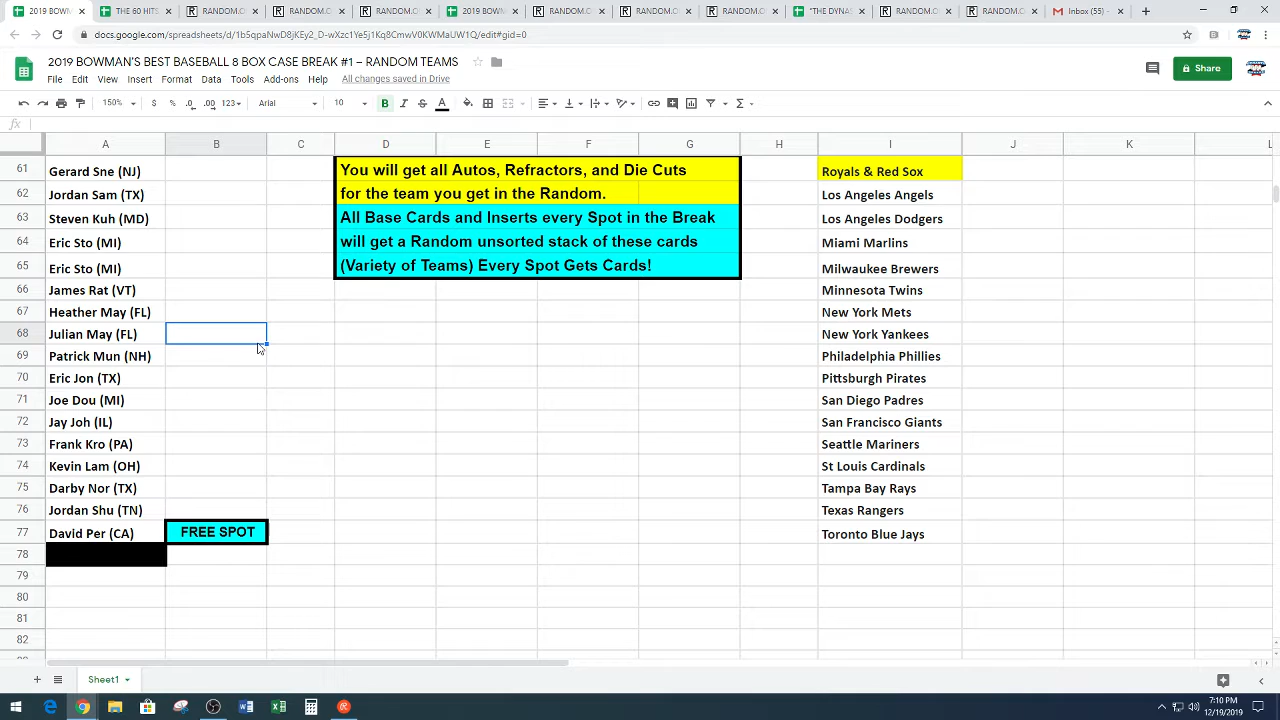 2019 BOWM
THE 60 HITS
RANDOM.C
RANDOM.C
RANDOM.C
2019 BOWM
RANDOM.C
RANDOM.C
RANDOM.C
"THE DYNAS
RANDOM.C
RANDOM.C
Inbox (55)
docs.google.com/spreadsheets/d/1b5qpaNwD8jKEy2_D-wXzc1Ye5j1Kq8CmwV0KWMaUW1Q/edit#gid=0
2019 BOWMAN'S BEST BASEBALL 8 BOX CASE BREAK #1 – RANDOM TEAMS
File Edit View Insert Format Data Tools Add-ons Help All changes saved in Drive
Share
150% $ % .0 .00 123 Arial 10 B I S A
fx
A B C D E F G H I J K L
61 Gerard Sne (NJ) You will get all Autos, Refractors, and Die Cuts Royals & Red Sox
62 Jordan Sam (TX) for the team you get in the Random. Los Angeles Angels
63 Steven Kuh (MD) All Base Cards and Inserts every Spot in the Break Los Angeles Dodgers
64 Eric Sto (MI) will get a Random unsorted stack of these cards Miami Marlins
65 Eric Sto (MI) (Variety of Teams) Every Spot Gets Cards! Milwaukee Brewers
66 James Rat (VT) Minnesota Twins
67 Heather May (FL) New York Mets
68 Julian May (FL) New York Yankees
69 Patrick Mun (NH) Philadelphia Phillies
70 Eric Jon (TX) Pittsburgh Pirates
71 Joe Dou (MI) San Diego Padres
72 Jay Joh (IL) San Francisco Giants
73 Frank Kro (PA) Seattle Mariners
74 Kevin Lam (OH) St Louis Cardinals
75 Darby Nor (TX) Tampa Bay Rays
76 Jordan Shu (TN) Texas Rangers
77 David Per (CA) FREE SPOT Toronto Blue Jays
78
79
80
81
82
Sheet1
7:10 PM
12/19/2019